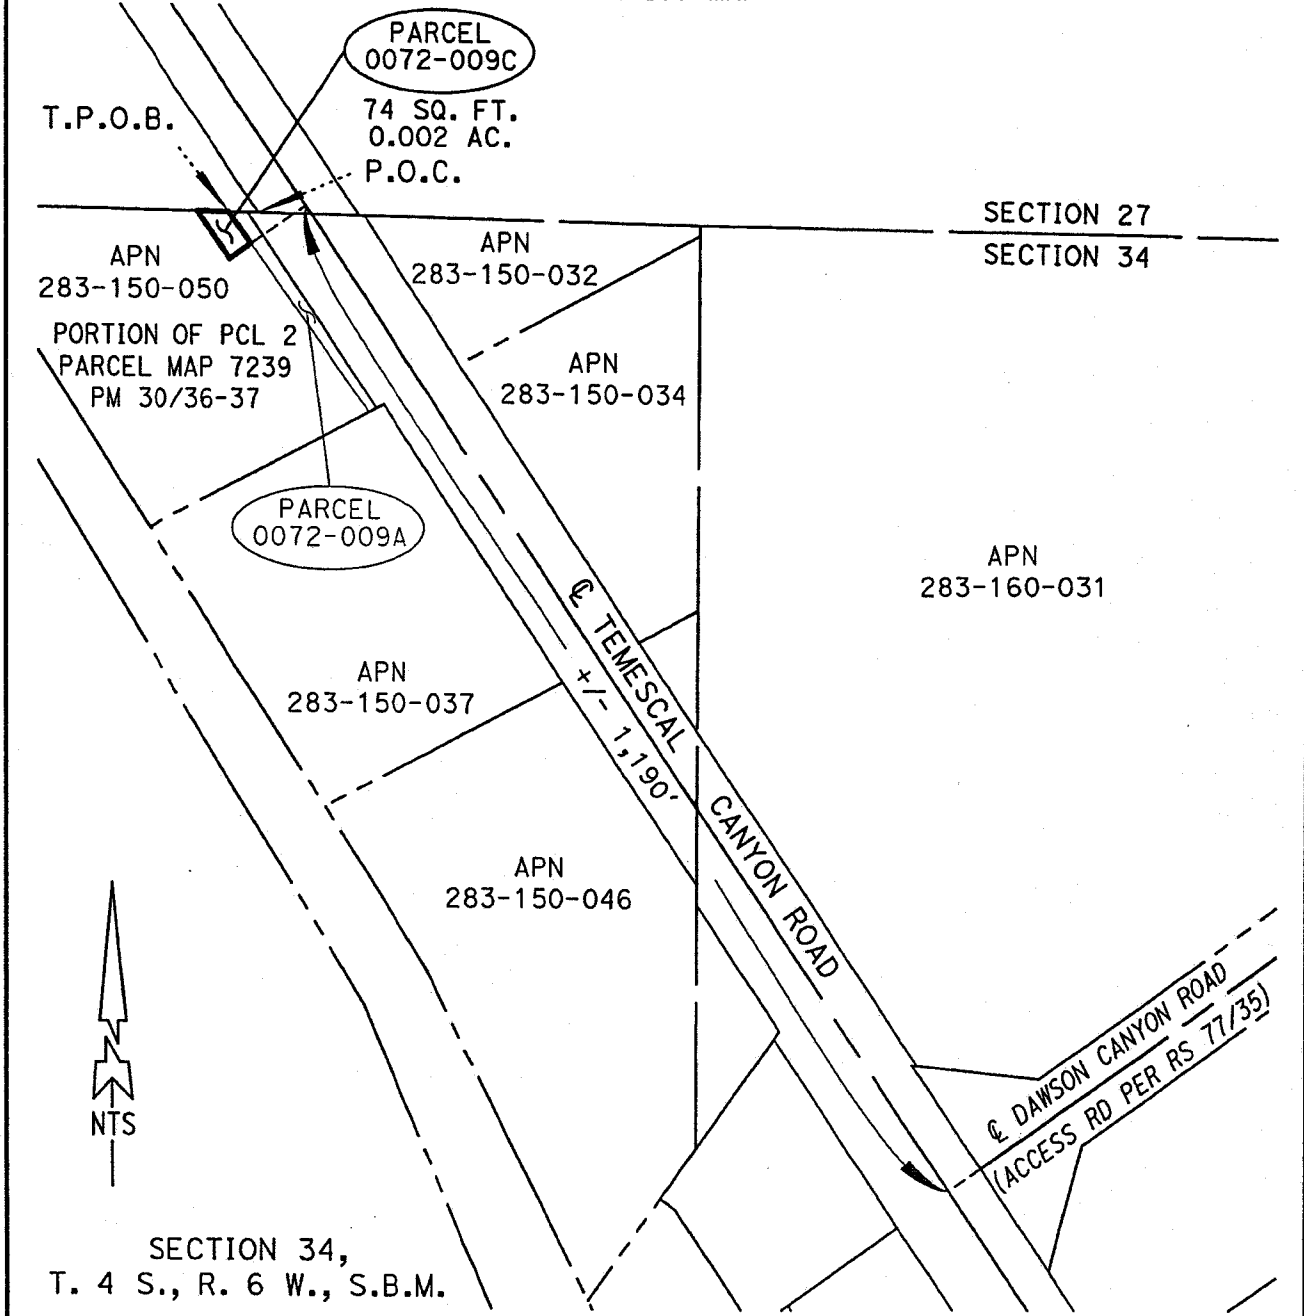 PARCEL
0072-009C
74 SQ. FT.
0.002 AC.
T.P.O.B.
P.O.C.
SECTION 27
SECTION 34
APN
283-150-050
APN
283-150-032
PORTION OF PCL 2
PARCEL MAP 7239
PM 30/36-37
APN
283-150-034
PARCEL
0072-009A
APN
283-160-031
℄ TEMESCAL CANYON ROAD
+/- 1,190'
APN
283-150-037
APN
283-150-046
℄ DAWSON CANYON ROAD
(ACCESS RD PER RS 77/35)
NTS
SECTION 34,
T. 4 S., R. 6 W., S.B.M.